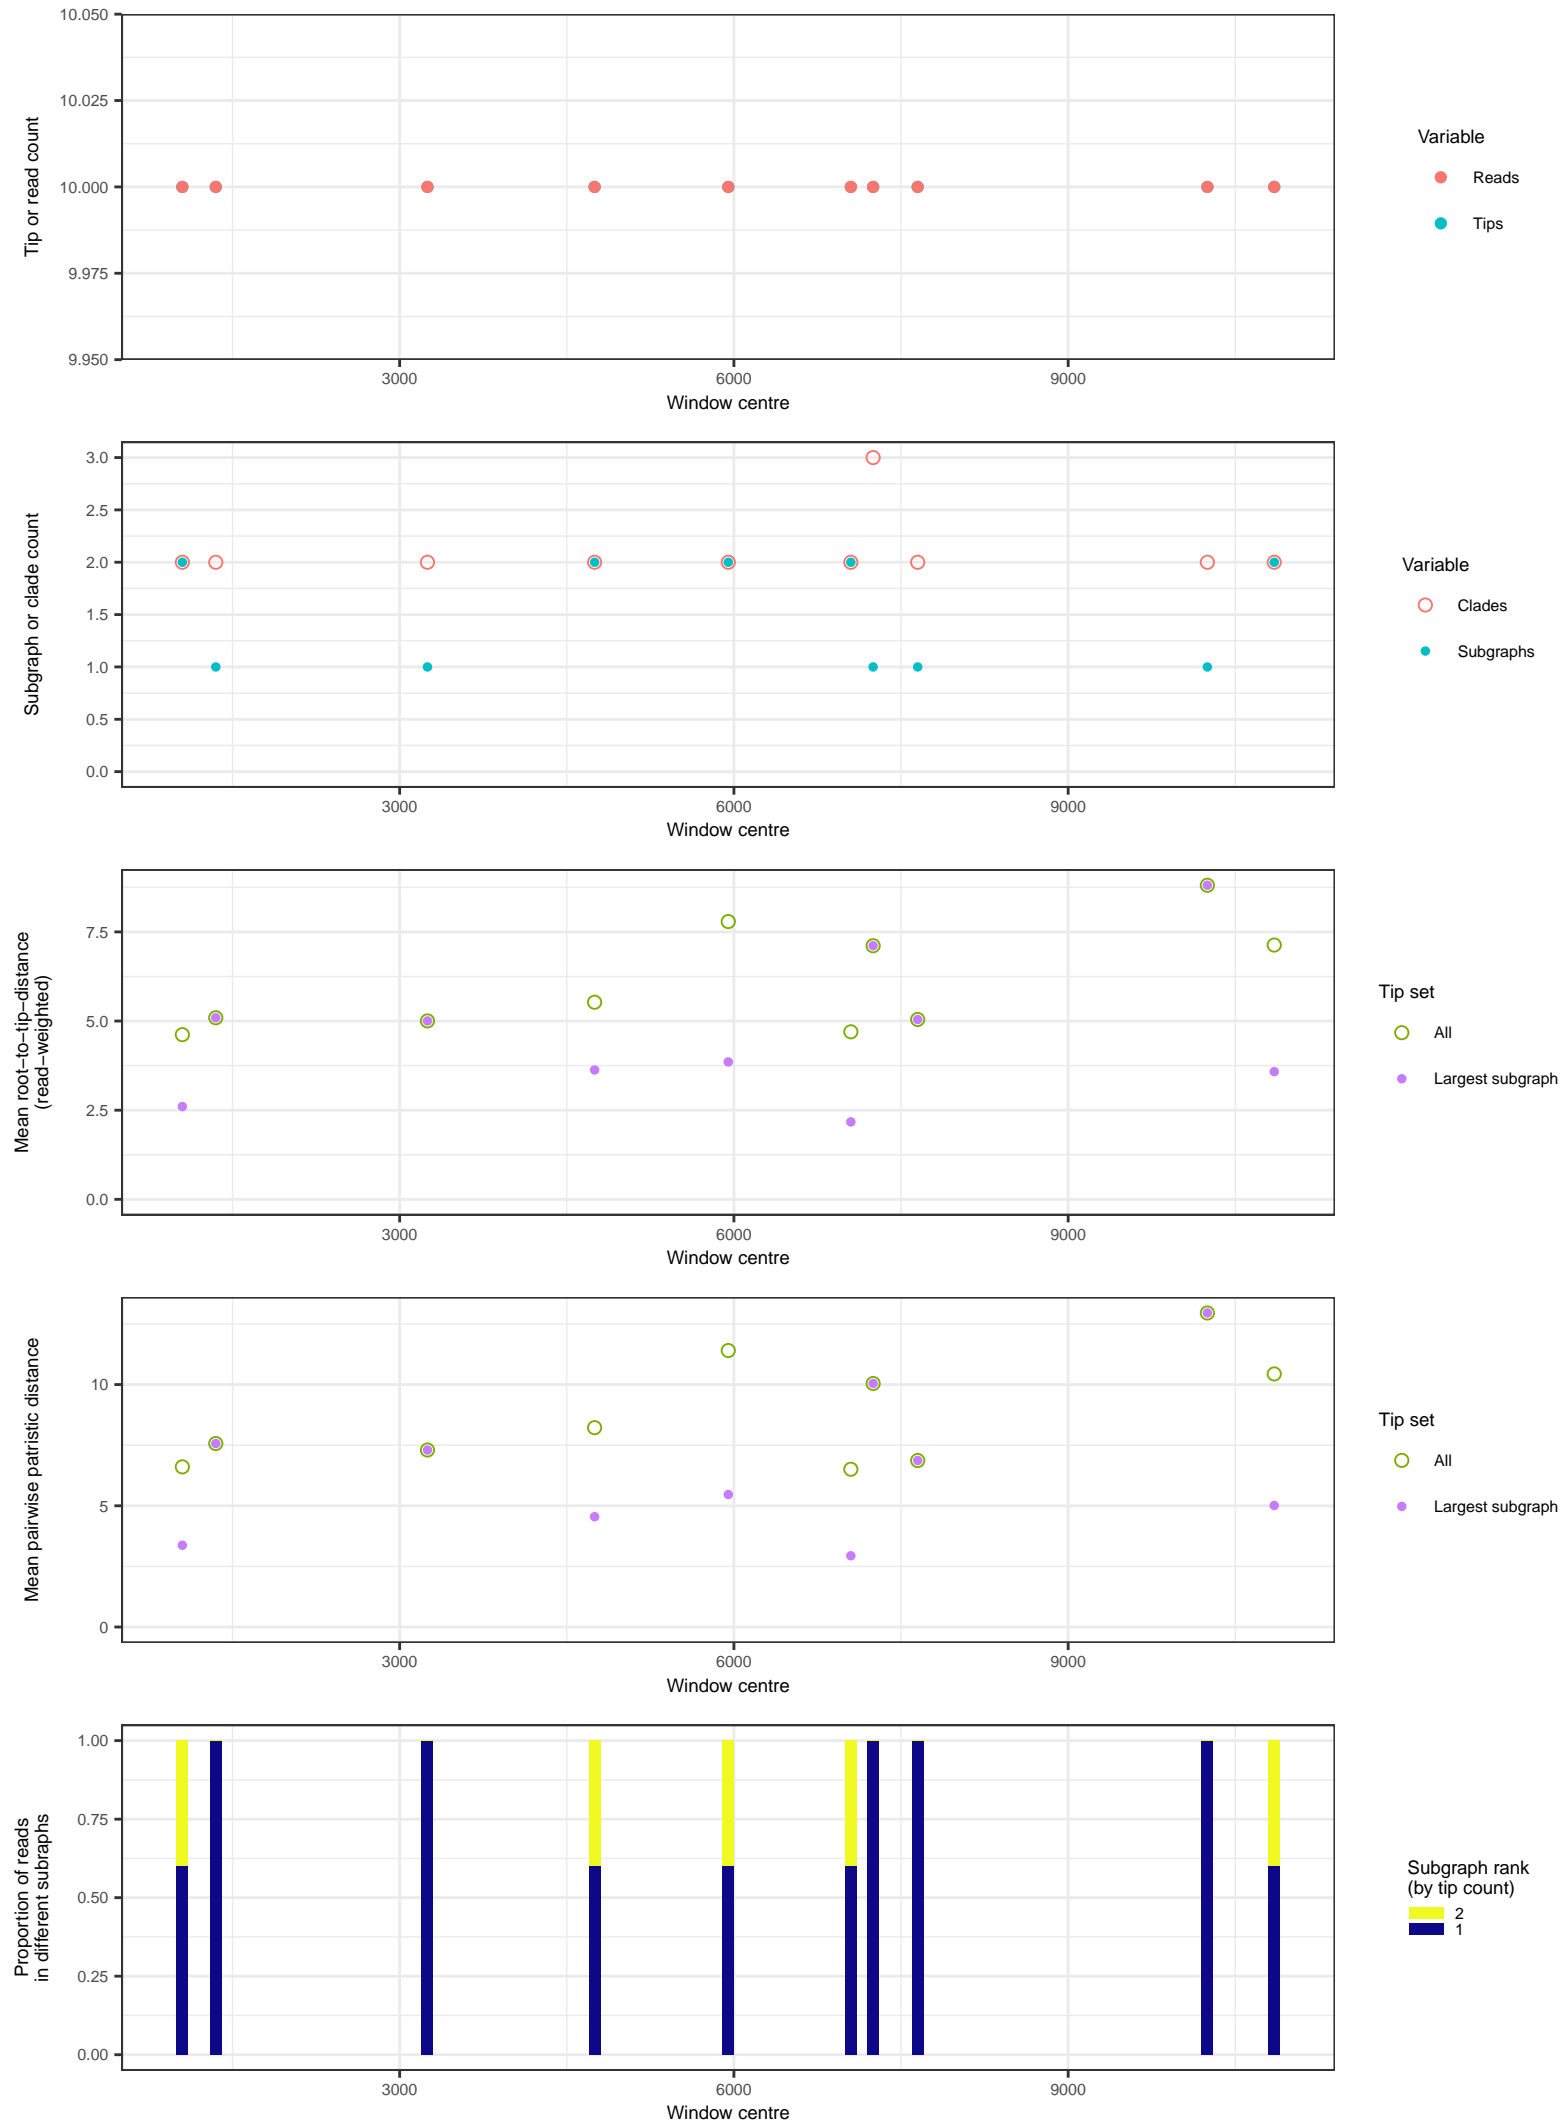 10.050
10.025
10.000
9.975
9.950
Tip or read count
3000 6000 9000
Window centre
Variable
Reads
Tips
3.0
2.5
2.0
1.5
1.0
0.5
0.0
Subgraph or clade count
3000 6000 9000
Window centre
Variable
Clades
Subgraphs
7.5
5.0
2.5
0.0
Mean root−to−tip−distance
(read−weighted)
3000 6000 9000
Window centre
Tip set
All
Largest subgraph
10
5
0
Mean pairwise patristic distance
3000 6000 9000
Window centre
Tip set
All
Largest subgraph
1.00
0.75
0.50
0.25
0.00
Proportion of reads
in different subraphs
3000 6000 9000
Window centre
Subgraph rank
(by tip count)
2
1